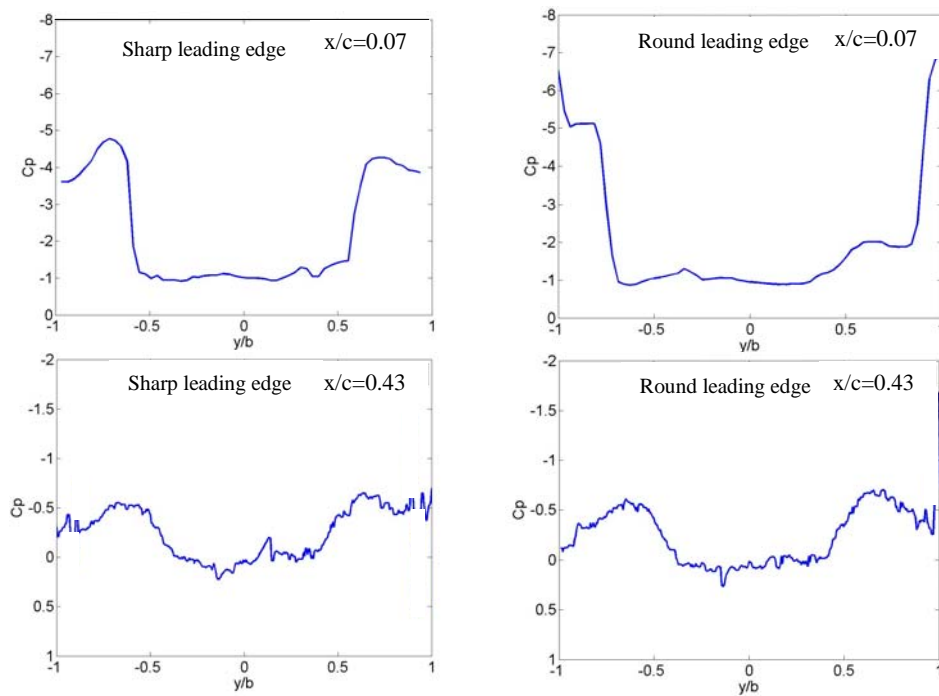 Sharp leading edge x/c=0.07
-8
-7
-6
-5
-4
-3
-2
-1
0
Cp
-1 -0.5 0 0.5 1
y/b
Round leading edge x/c=0.07
-8
-7
-6
-5
-4
-3
-2
-1
0
Cp
-1 -0.5 0 0.5 1
y/b
Sharp leading edge x/c=0.43
-2
-1.5
-1
-0.5
0
0.5
1
Cp
-1 -0.5 0 0.5 1
y/b
Round leading edge x/c=0.43
-2
-1.5
-1
-0.5
0
0.5
1
Cp
-1 -0.5 0 0.5 1
y/b